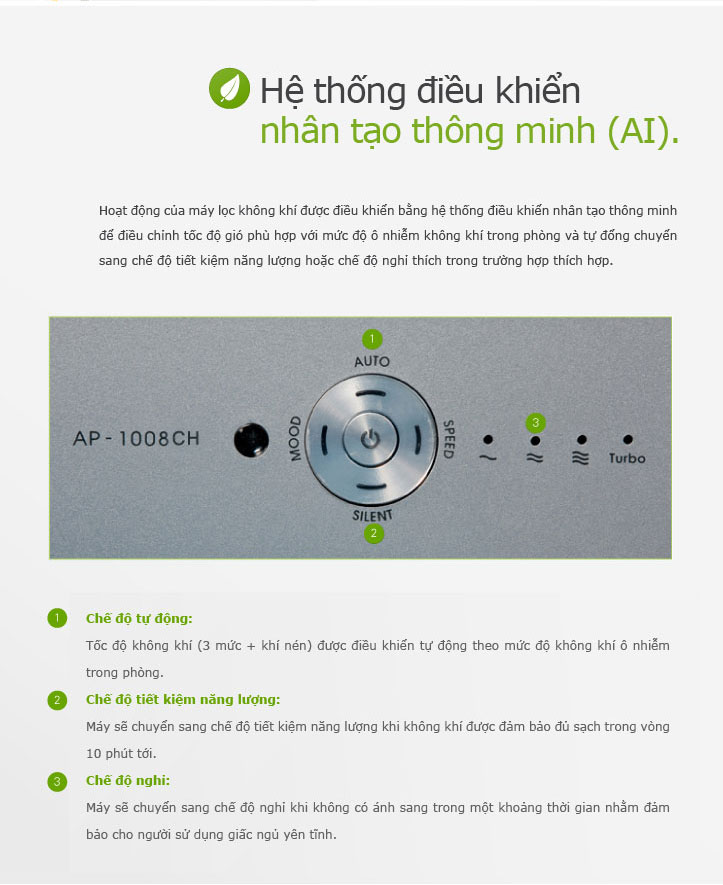 Hệ thống điều khiển
nhân tạo thông minh (AI).
Hoạt động của máy lọc không khí được điều khiển bằng hệ thống điều khiển nhân tạo thông minh
để điều chỉnh tốc độ gió phù hợp với mức độ ô nhiễm không khí trong phòng và tự đổng chuyển
sang chế độ tiết kiệm năng lượng hoặc chế độ nghỉ thích trong trường hợp thích hợp.
1
AUTO
AP - 1008CH
MOOD
SPEED
3
Turbo
SILENT
2
1 Chế độ tự động:
Tốc độ không khí (3 mức + khí nén) được điều khiển tự động theo mức độ không khí ô nhiễm
trong phòng.
2 Chế độ tiết kiệm năng lượng:
Máy sẽ chuyển sang chế độ tiết kiệm năng lượng khi không khí được đảm bảo đủ sạch trong vòng
10 phút tới.
3 Chế độ nghỉ:
Máy sẽ chuyển sang chế độ nghỉ khi không có ánh sang trong một khoảng thời gian nhằm đảm
bảo cho người sử dụng giấc ngủ yên tĩnh.